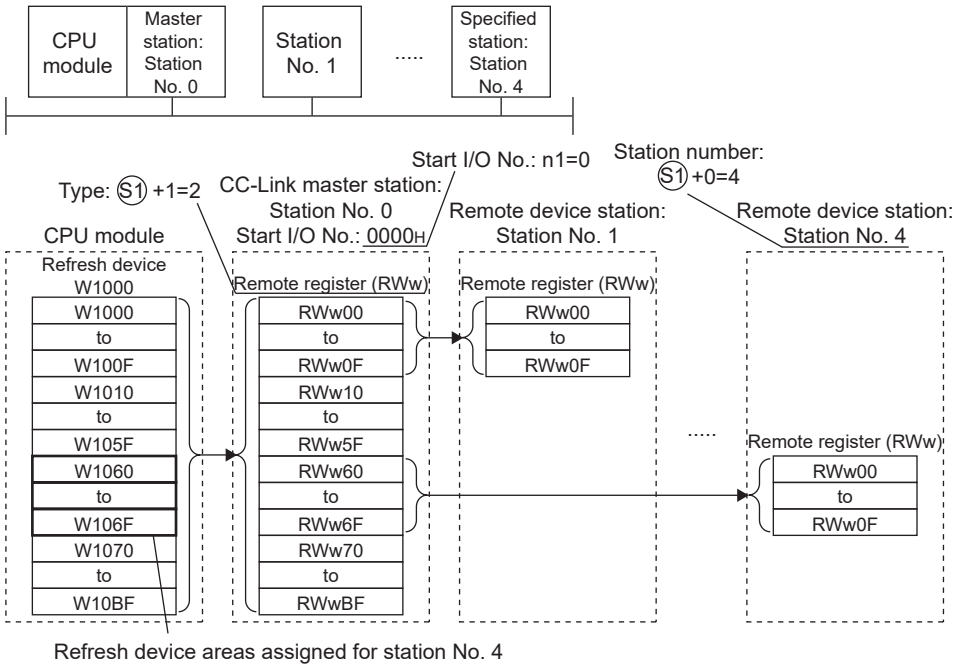 CPU
module
Master
station:
Station
No. 0
Station
No. 1
.....
Specified
station:
Station
No. 4
Start I/O No.: n1=0
Station number:
S1 +0=4
Type: S1 +1=2
CC-Link master station:
Station No. 0
Start I/O No.: 0000H
Remote device station:
Station No. 1
Remote device station:
Station No. 4
CPU module
Refresh device
W1000
W1000
to
W100F
W1010
to
W105F
W1060
to
W106F
W1070
to
W10BF
Remote register (RWw)
RWw00
to
RWw0F
RWw10
to
RWw5F
RWw60
to
RWw6F
RWw70
to
RWwBF
Remote register (RWw)
RWw00
to
RWw0F
.....
Remote register (RWw)
RWw00
to
RWw0F
Refresh device areas assigned for station No. 4